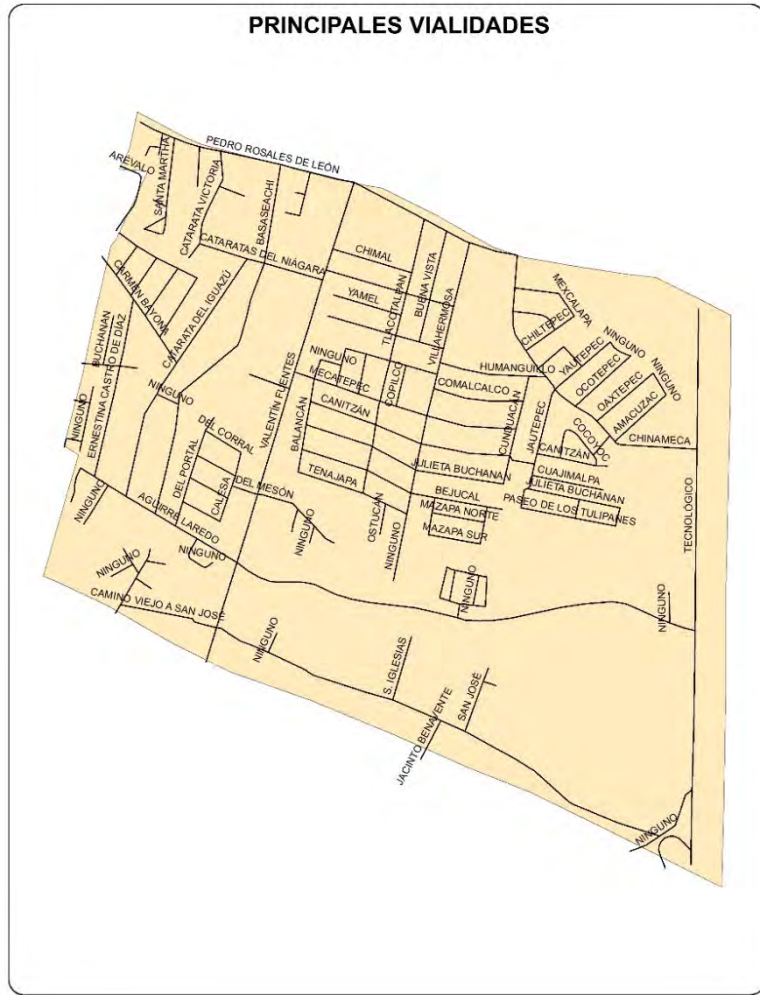 PRINCIPALES VIALIDADES
PEDRO ROSALES DE LEÓN
ARÉVALO
SANTA MARTHA
CATARATA VICTORIA
BASASEACHI
CATARATAS DEL NIÁGARA
CHIMAL
YAMEL
TLACOTALPAN
BUENA VISTA
VILLAHERMOSA
MEXCALAPA
CHILTEPEC
CARMEN BAYONA
CATARATA DEL IGUAZÚ
BUCHANAN
ERNESTINA CASTRO DE DÍAZ
NINGUNO
NINGUNO
VALENTÍN FUENTES
NINGUNO
MECATEPEC
CANITZÁN
BALANCÁN
COPILCO
COMALCALCO
HUMANGUILLO
YAUTEPEC
NINGUNO
OCOTEPEC
NINGUNO
OAXTEPEC
AMACUZAC
CUNDUACÁN
JAUTEPEC
COCOYOC
CANITZÁN
CHINAMECA
CUAJIMALPA
JULIETA BUCHANAN
JULIETA BUCHANAN
PASEO DE LOS TULIPANES
TENAJAPA
BEJUCAL
MAZAPA NORTE
MAZAPA SUR
OSTUCAN
NINGUNO
DEL CORRAL
DEL PORTAL
CALESA
DEL MESÓN
NINGUNO
AGUIRRE LAREDO
NINGUNO
NINGUNO
NINGUNO
CAMINO VIEJO A SAN JOSÉ
NINGUNO
NINGUNO
NINGUNO
TECNOLÓGICO
S. IGLESIAS
SAN JOSÉ
JACINTO BENAVENTE
NINGUNO